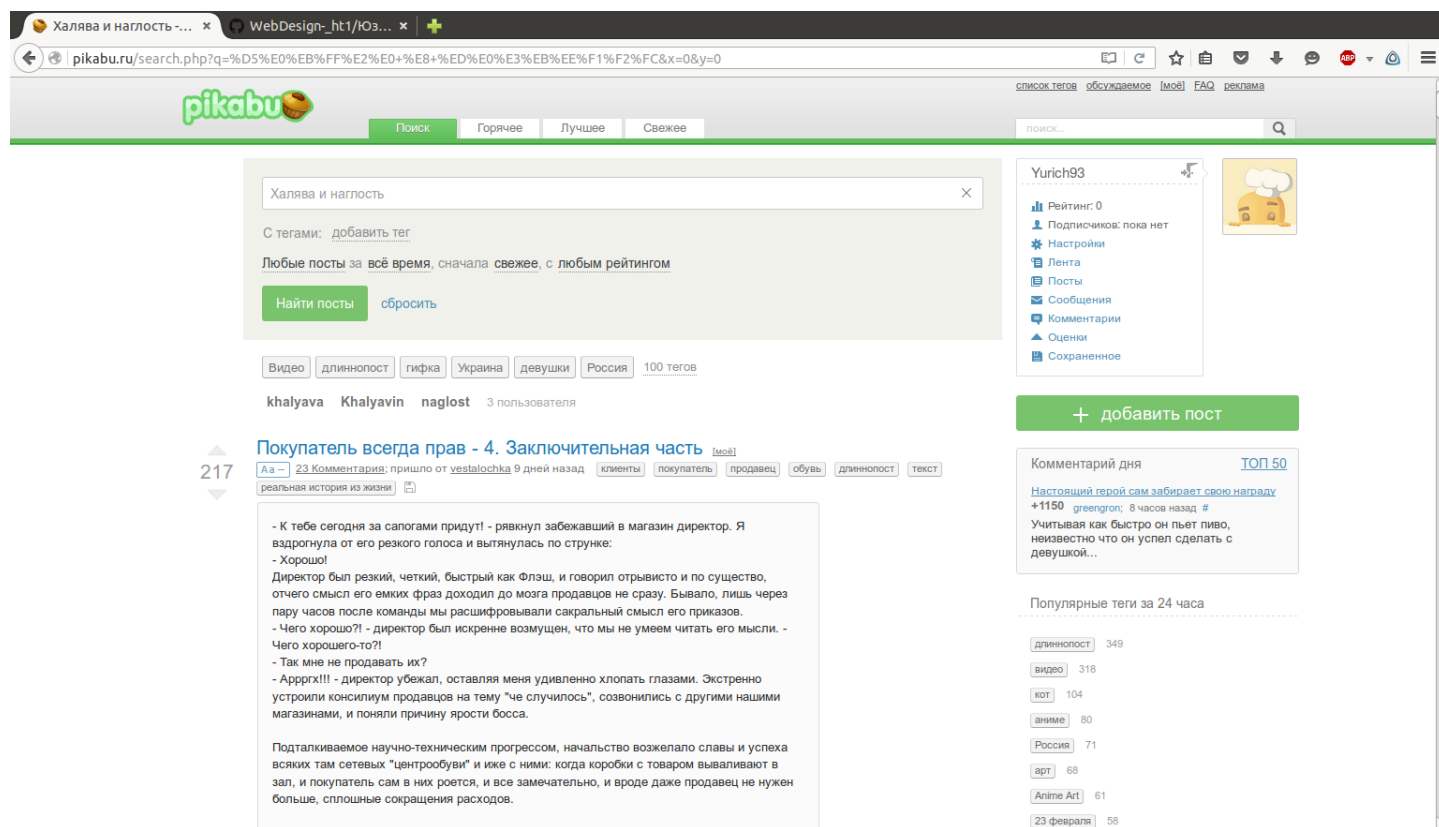 Халява и наглость -...
WebDesign-_ht1/Юз...
pikabu.ru/search.php?q=%D5%E0%EB%FF%E2%E0+%E8+%ED%E0%E3%EB%EE%F1%F2%FC&x=0&y=0
ABP
список тегов обсуждаемое [моё] FAQ реклама
pikabu
Поиск Горячее Лучшее Свежее
поиск...
Халява и наглость
С тегами: добавить тег
Любые посты за всё время, сначала свежее, с любым рейтингом
Найти посты сбросить
Видео длиннопост гифка Украина девушки Россия 100 тегов
khalyava Khalyavin naglost 3 пользователя
217
Покупатель всегда прав - 4. Заключительная часть [моё]
Aa – 23 Комментария; пришло от vestalochka 9 дней назад клиенты покупатель продавец обувь длиннопост текст
реальная история из жизни
- К тебе сегодня за сапогами придут! - рявкнул забежавший в магазин директор. Я
вздрогнула от его резкого голоса и вытянулась по струнке:
- Хорошо!
Директор был резкий, четкий, быстрый как Флэш, и говорил отрывисто и по существо,
отчего смысл его емких фраз доходил до мозга продавцов не сразу. Бывало, лишь через
пару часов после команды мы расшифровывали сакральный смысл его приказов.
- Чего хорошо?! - директор был искренне возмущен, что мы не умеем читать его мысли. -
Чего хорошего-то?!
- Так мне не продавать их?
- Аррргх!!! - директор убежал, оставляя меня удивленно хлопать глазами. Экстренно
устроили консилиум продавцов на тему "че случилось", созвонились с другими нашими
магазинами, и поняли причину ярости босса.
Подталкиваемое научно-техническим прогрессом, начальство возжелало славы и успеха
всяких там сетевых "центрообуви" и иже с ними: когда коробки с товаром вываливают в
зал, и покупатель сам в них роется, и все замечательно, и вроде даже продавец не нужен
больше, сплошные сокращения расходов.
Yurich93
Рейтинг: 0
Подписчиков: пока нет
Настройки
Лента
Посты
Сообщения
Комментарии
Оценки
Сохраненное
+ добавить пост
Комментарий дня ТОП 50
Настоящий герой сам забирает свою награду
+1150 greengron; 8 часов назад #
Учитывая как быстро он пьет пиво,
неизвестно что он успел сделать с
девушкой...
Популярные теги за 24 часа
длиннопост 349
видео 318
кот 104
аниме 80
Россия 71
арт 68
Anime Art 61
23 февраля 58